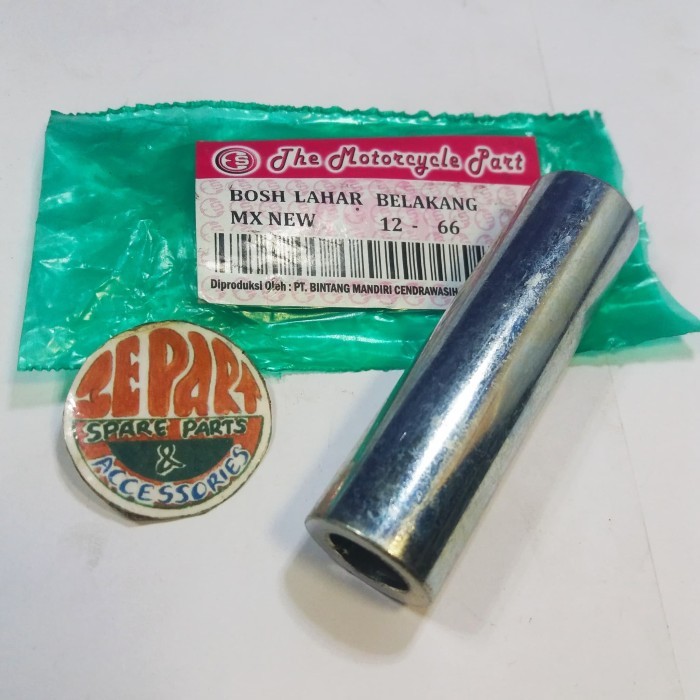 The Motorcycle Part
BOSH LAHAR BELAKANG
MX NEW 12 - 66
Diproduksi Oleh : PT. BINTANG MANDIRI CENDRAWASIH
3EPART
SPARE PARTS
&
ACCESSORIES